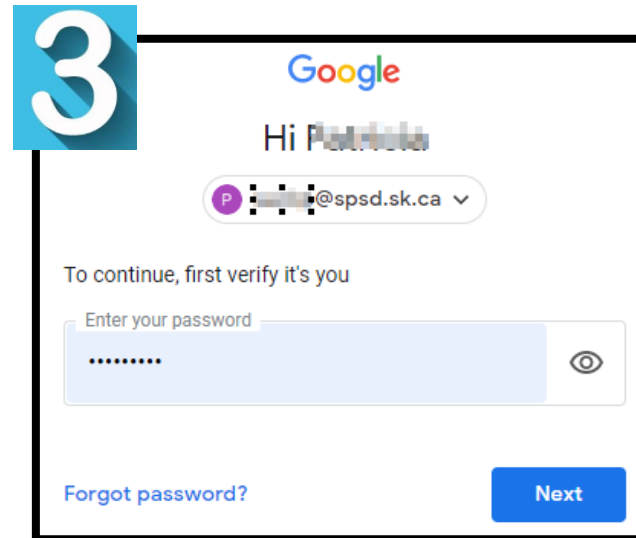 3
Google
Hi
P @spsd.sk.ca
To continue, first verify it's you
Enter your password
•••••••••
Forgot password?
Next